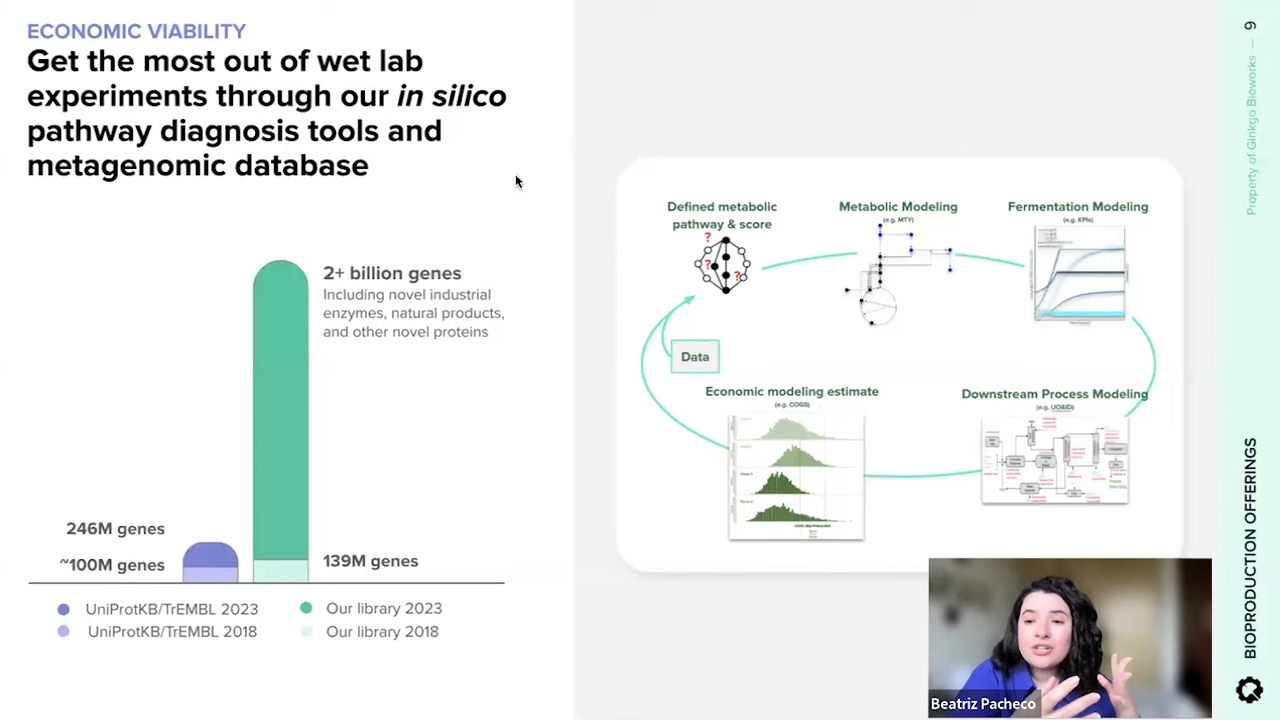 ECONOMIC VIABILITY
Get the most out of wet lab
experiments through our in silico
pathway diagnosis tools and
metagenomic database
2+ billion genes
Including novel industrial
enzymes, natural products,
and other novel proteins
246M genes
~100M genes
139M genes
UniProtKB/TrEMBL 2023
UniProtKB/TrEMBL 2018
Our library 2023
Our library 2018
Defined metabolic
pathway & score
? ? ?
Metabolic Modeling
(e.g. MTY)
Fermentation Modeling
(e.g. KPIs)
Data
Economic modeling estimate
(e.g. COGS)
Downstream Process Modeling
(e.g. UO&ID)
Beatriz Pacheco
Property of Ginkgo Bioworks — 9
BIOPRODUCTION OFFERINGS